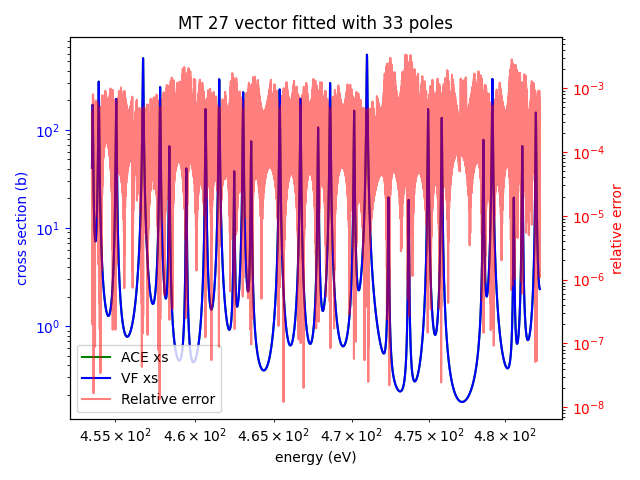 MT 27 vector fitted with 33 poles
cross section (b)
10² 10¹ 10⁰
10⁻³ 10⁻⁴ 10⁻⁵ 10⁻⁶ 10⁻⁷ 10⁻⁸
relative error
ACE xs
VF xs
Relative error
4.55 × 10² 4.6 × 10² 4.65 × 10² 4.7 × 10² 4.75 × 10² 4.8 × 10²
energy (eV)